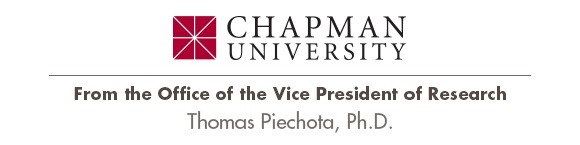 CHAPMAN
UNIVERSITY
From the Office of the Vice President of Research
Thomas Piechota, Ph.D.